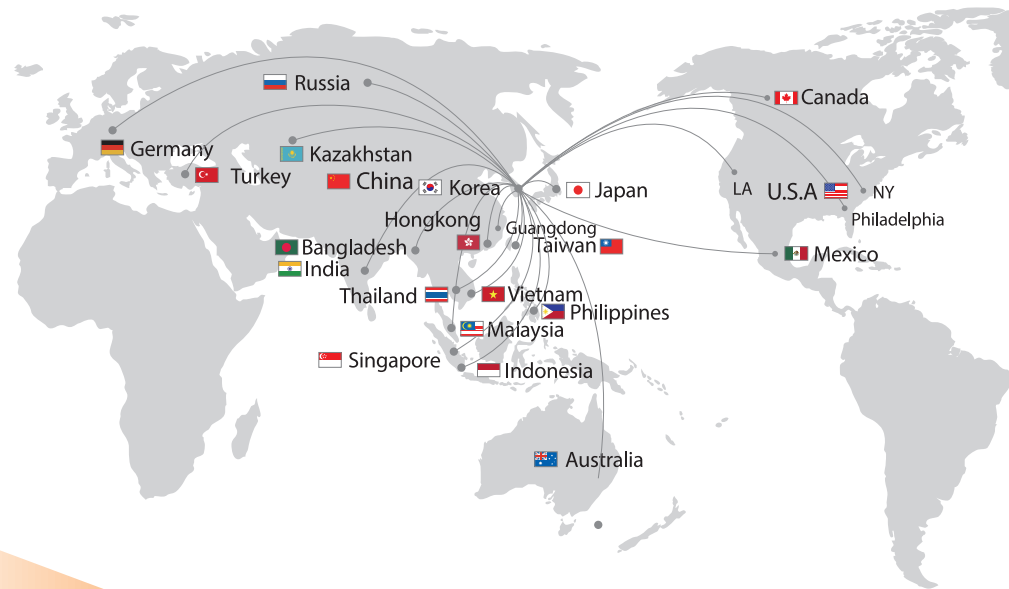 Russia
Canada
Germany
Kazakhstan
Turkey
China
Korea
Japan
LA
U.S.A
NY
Hongkong
Guangdong
Philadelphia
Bangladesh
Taiwan
Mexico
India
Thailand
Vietnam
Philippines
Malaysia
Singapore
Indonesia
Australia